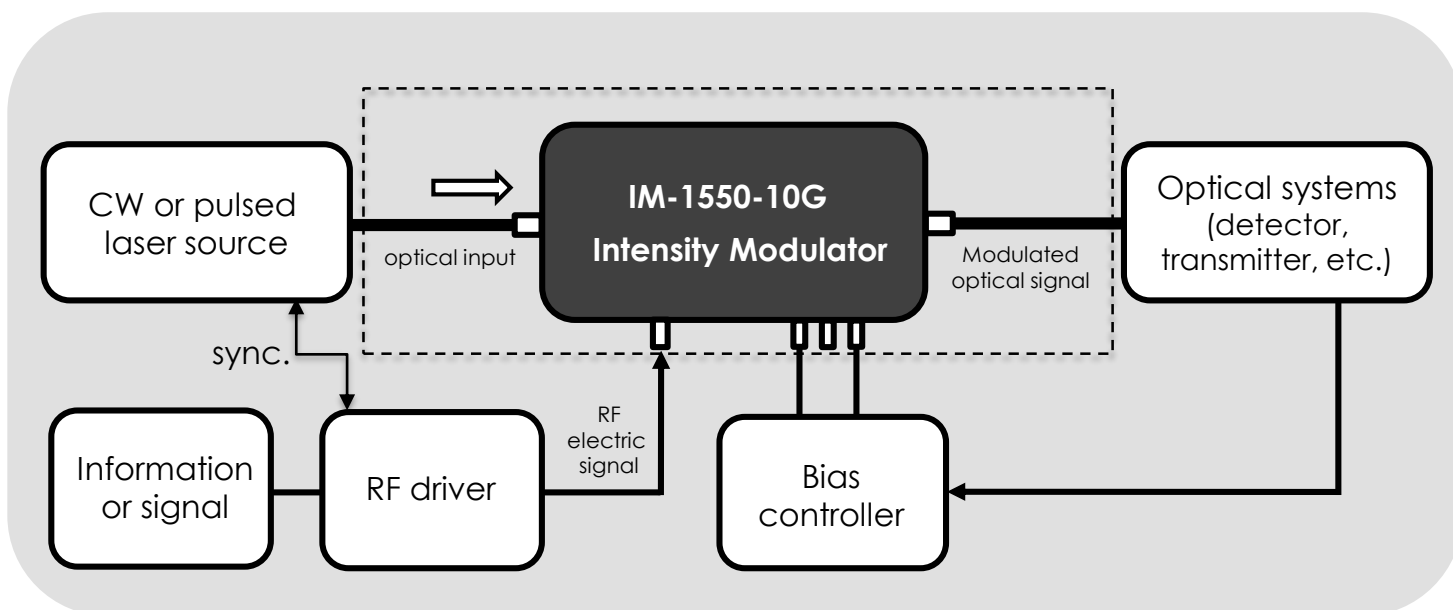 CW or pulsed
laser source
optical input
IM-1550-10G
Intensity Modulator
Modulated
optical signal
Optical systems
(detector,
transmitter, etc.)
sync.
Information
or signal
RF driver
RF
electric
signal
Bias
controller